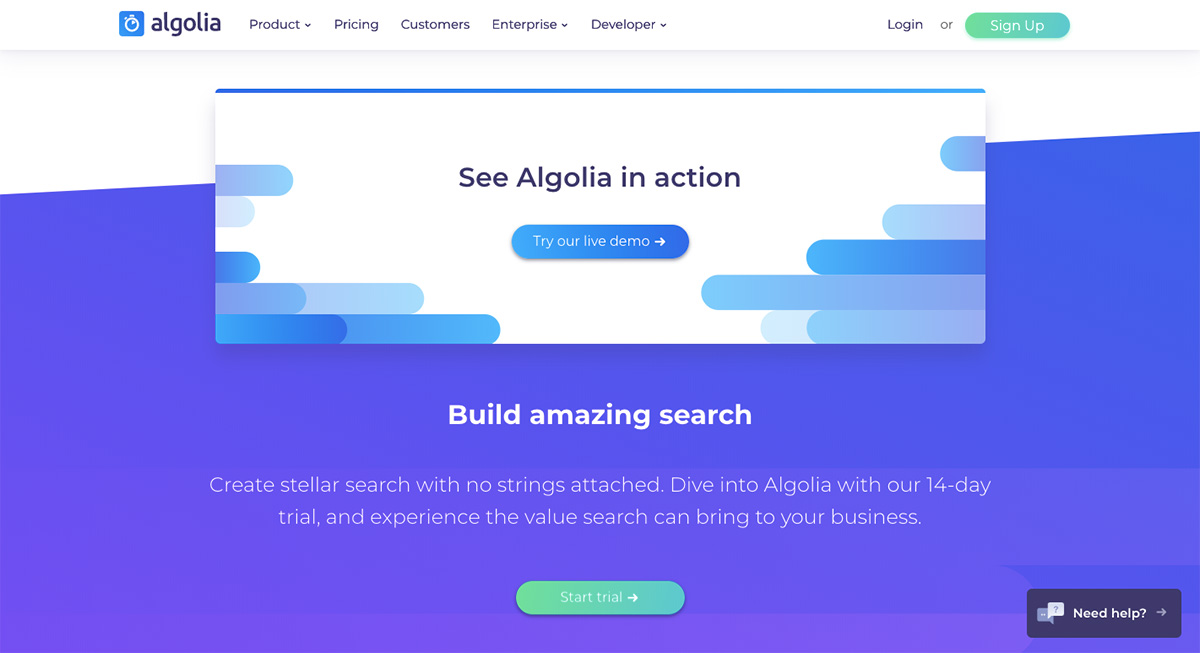 algolia Product Pricing Customers Enterprise Developer Login or Sign Up
See Algolia in action
Try our live demo →
Build amazing search
Create stellar search with no strings attached. Dive into Algolia with our 14-day
trial, and experience the value search can bring to your business.
Start trial →
? Need help? →